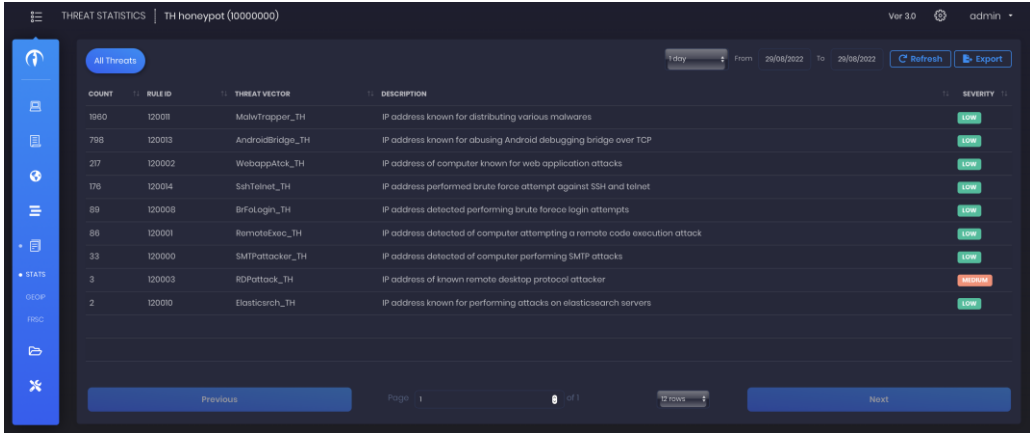 THREAT STATISTICS | TH honeypot (10000000) Ver 3.0 admin
All Threats 1 day From 29/08/2022 To 29/08/2022 Refresh Export
COUNT RULE ID THREAT VECTOR DESCRIPTION SEVERITY
1960 120011 MalwTrapper_TH IP address known for distributing various malwares LOW
798 120013 AndroidBridge_TH IP address known for abusing Android debugging bridge over TCP LOW
217 120002 WebappAtck_TH IP address of computer known for web application attacks LOW
176 120014 SshTelnet_TH IP address performed brute force attempt against SSH and telnet LOW
89 120008 BrFoLogin_TH IP address detected performing brute forece login attempts LOW
86 120001 RemoteExec_TH IP address detected of computer attempting a remote code execution attack LOW
33 120000 SMTPattacker_TH IP address detected of computer performing SMTP attacks LOW
3 120003 RDPattack_TH IP address of known remote desktop protocol attacker MEDIUM
2 120010 Elasticsrch_TH IP address known for performing attacks on elasticsearch servers LOW
STATS
GEOIP
FRSC
Previous Page 1 of 1 12 rows Next